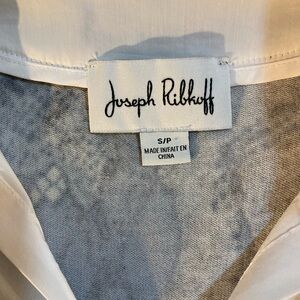 Joseph Ribkoff
S/P
MADE IN/FAIT EN
CHINA